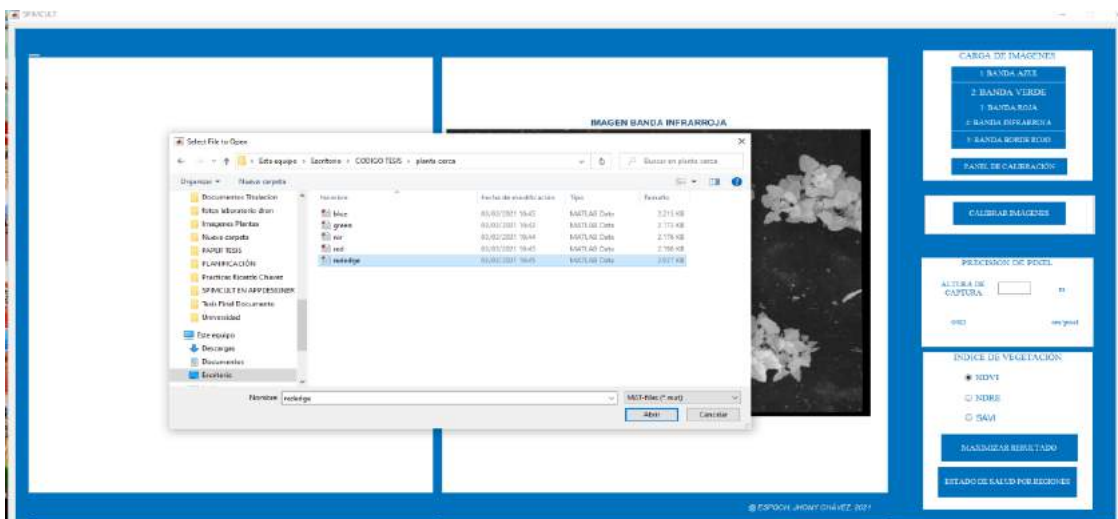 SPIMCULT
IMAGEN BANDA INFRARROJA
Select File to Open
Este equipo > Escritorio > CODIGO TESIS > planta cerca
Buscar en planta cerca
Organizar
Nueva carpeta
Nombre
Fecha de modificación
Tipo
Tamaño
blue
MATLAB Data
green
MATLAB Data
nir
MATLAB Data
red
MATLAB Data
rededge
MATLAB Data
Documentos Titulacion
fotos laboratorio dron
Imagenes Plantas
Nueva carpeta
PAPER TESIS
PLANIFICACIÓN
Practicas Ricardo Chavez
SPIMCULT EN APPDESIGNER
Tesis Final Documento
Universidad
Este equipo
Descargas
Documentos
Escritorio
Nombre
rededge
MAT-files (*.mat)
Abrir
Cancelar
CARGA DE IMÁGENES
1: BANDA AZUL
2: BANDA VERDE
BANDA ROJA
BANDA INFRARROJA
BANDA BORDE ROJO
PANEL DE CALIBRACIÓN
CALIBRAR IMÁGENES
PRECISION DE PIXEL
ALTURA DE
CAPTURA
m
cm/pixel
INDICE DE VEGETACIÓN
NDVI
NDRE
SAVI
MAXIMIZAR RESULTADO
ESTADO DE SALUD POR REGIONES
@ ESPOCH, JHONY CHÁVEZ, 2021